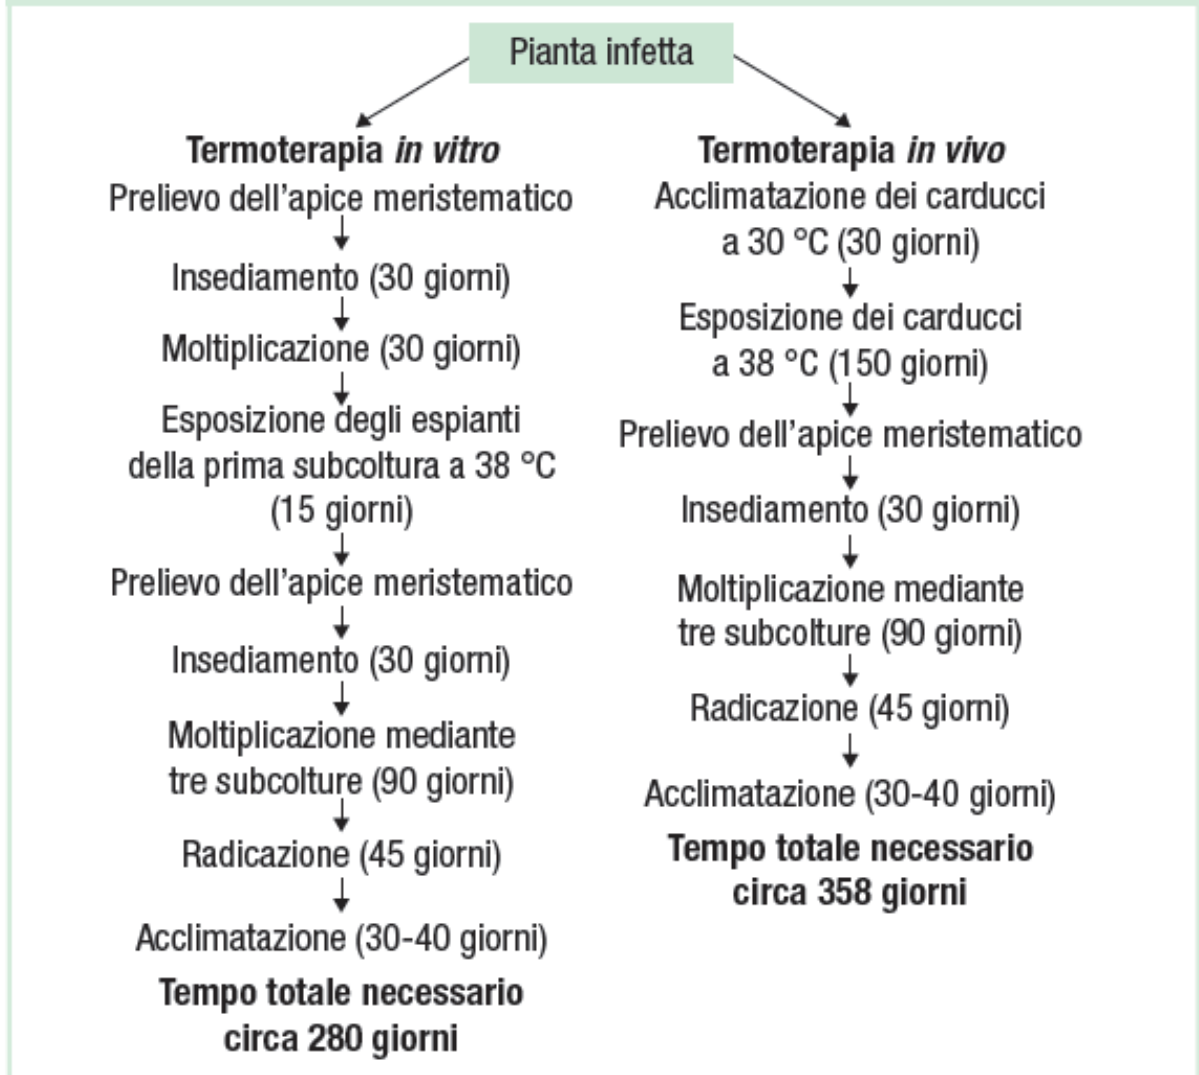 Pianta infetta
Termoterapia in vitro
Prelievo dell'apice meristematico
Insediamento (30 giorni)
Moltiplicazione (30 giorni)
Esposizione degli espianti
della prima subcoltura a 38 °C
(15 giorni)
Prelievo dell'apice meristematico
Insediamento (30 giorni)
Moltiplicazione mediante
tre subcolture (90 giorni)
Radicazione (45 giorni)
Acclimatazione (30-40 giorni)
Tempo totale necessario
circa 280 giorni
Termoterapia in vivo
Acclimatazione dei carducci
a 30 °C (30 giorni)
Esposizione dei carducci
a 38 °C (150 giorni)
Prelievo dell'apice meristematico
Insediamento (30 giorni)
Moltiplicazione mediante
tre subcolture (90 giorni)
Radicazione (45 giorni)
Acclimatazione (30-40 giorni)
Tempo totale necessario
circa 358 giorni